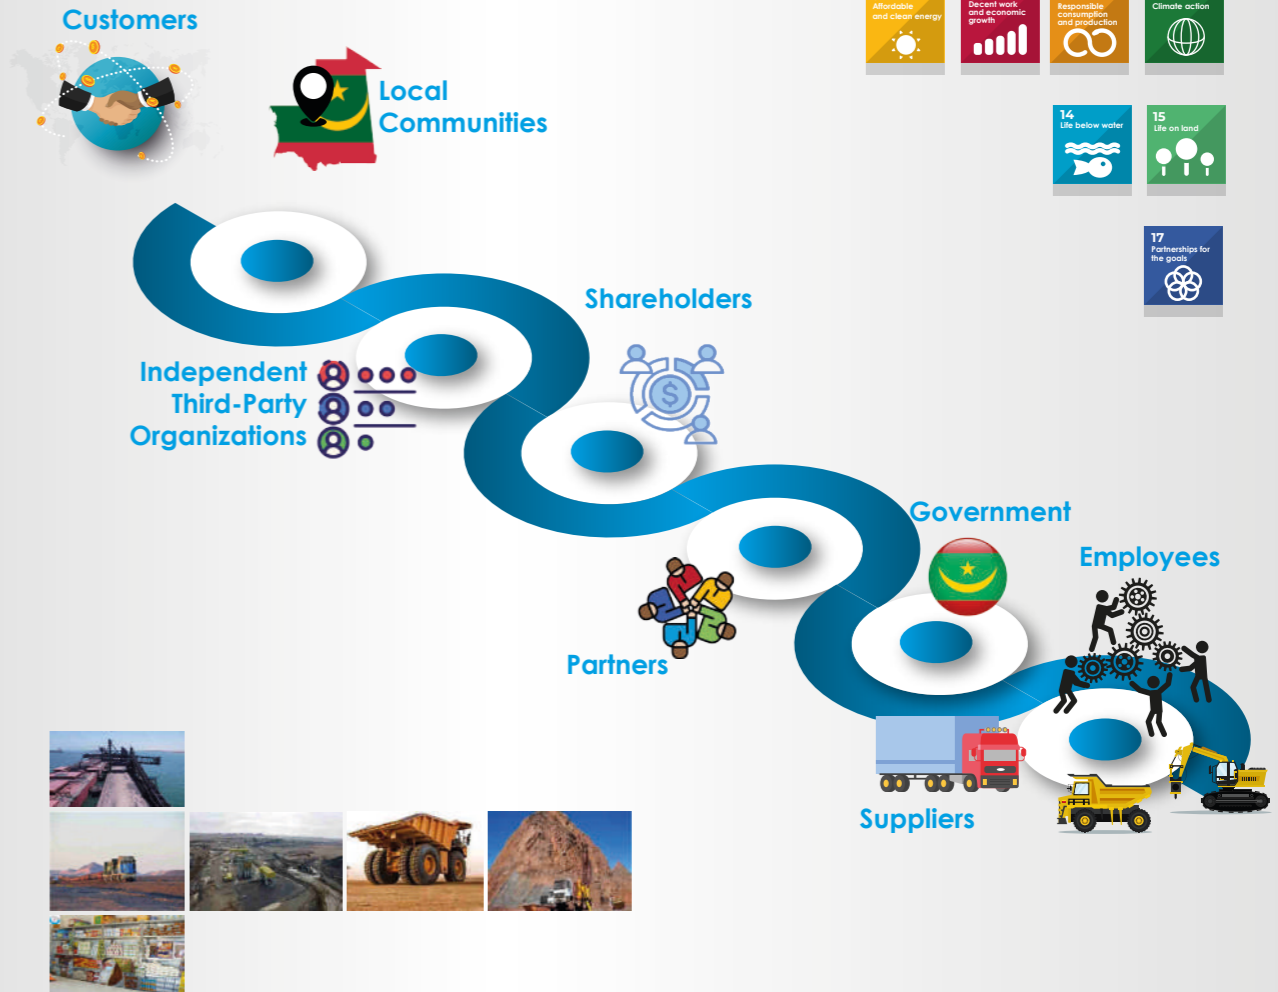 Customers
Local
Communities
Affordable
and clean energy
Decent work
and economic
growth
Responsible
consumption
and production
Climate action
14
Life below water
15
Life on land
17
Partnerships for
the goals
Shareholders
Independent
Third-Party
Organizations
Government
Employees
Partners
Suppliers